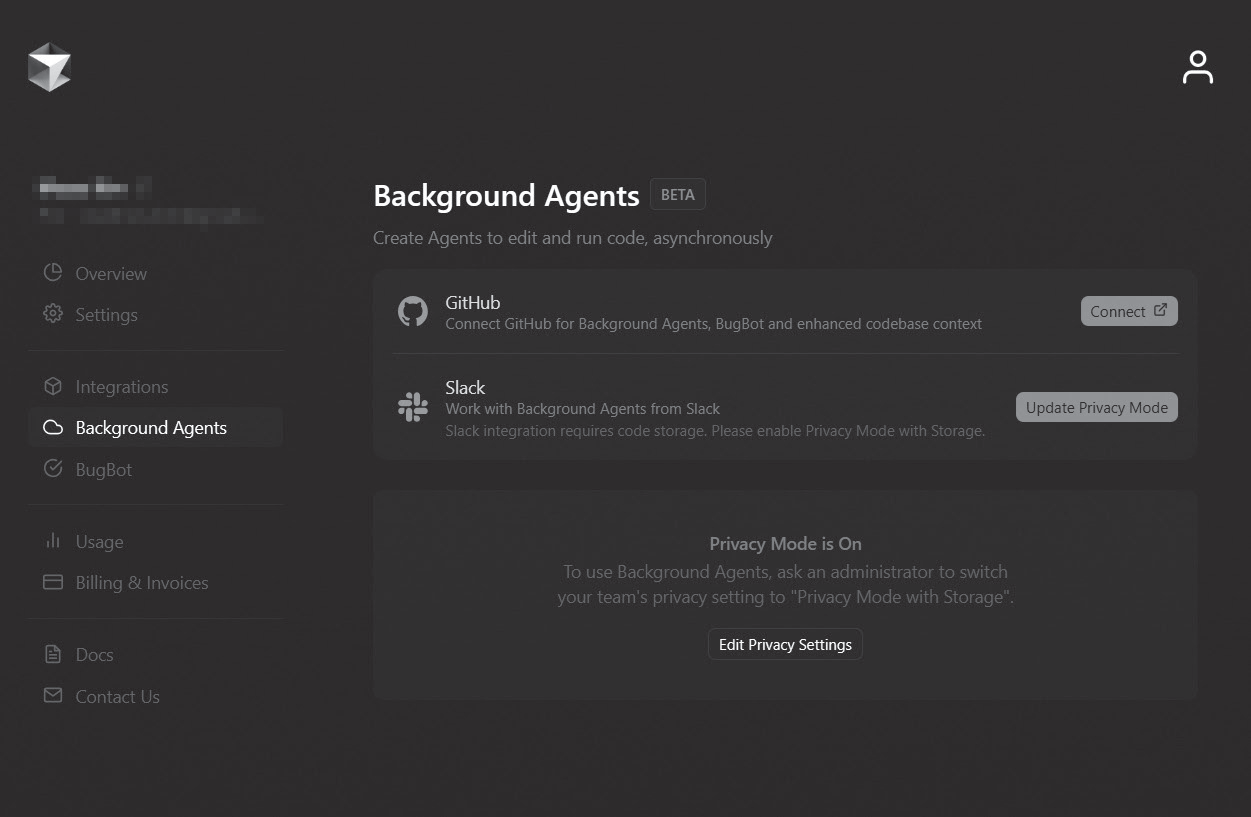 Overview
Settings
Integrations
Background Agents
BugBot
Usage
Billing & Invoices
Docs
Contact Us
Background Agents BETA
Create Agents to edit and run code, asynchronously
GitHub
Connect GitHub for Background Agents, BugBot and enhanced codebase context
Connect
Slack
Work with Background Agents from Slack
Slack integration requires code storage. Please enable Privacy Mode with Storage.
Update Privacy Mode
Privacy Mode is On
To use Background Agents, ask an administrator to switch
your team's privacy setting to "Privacy Mode with Storage".
Edit Privacy Settings